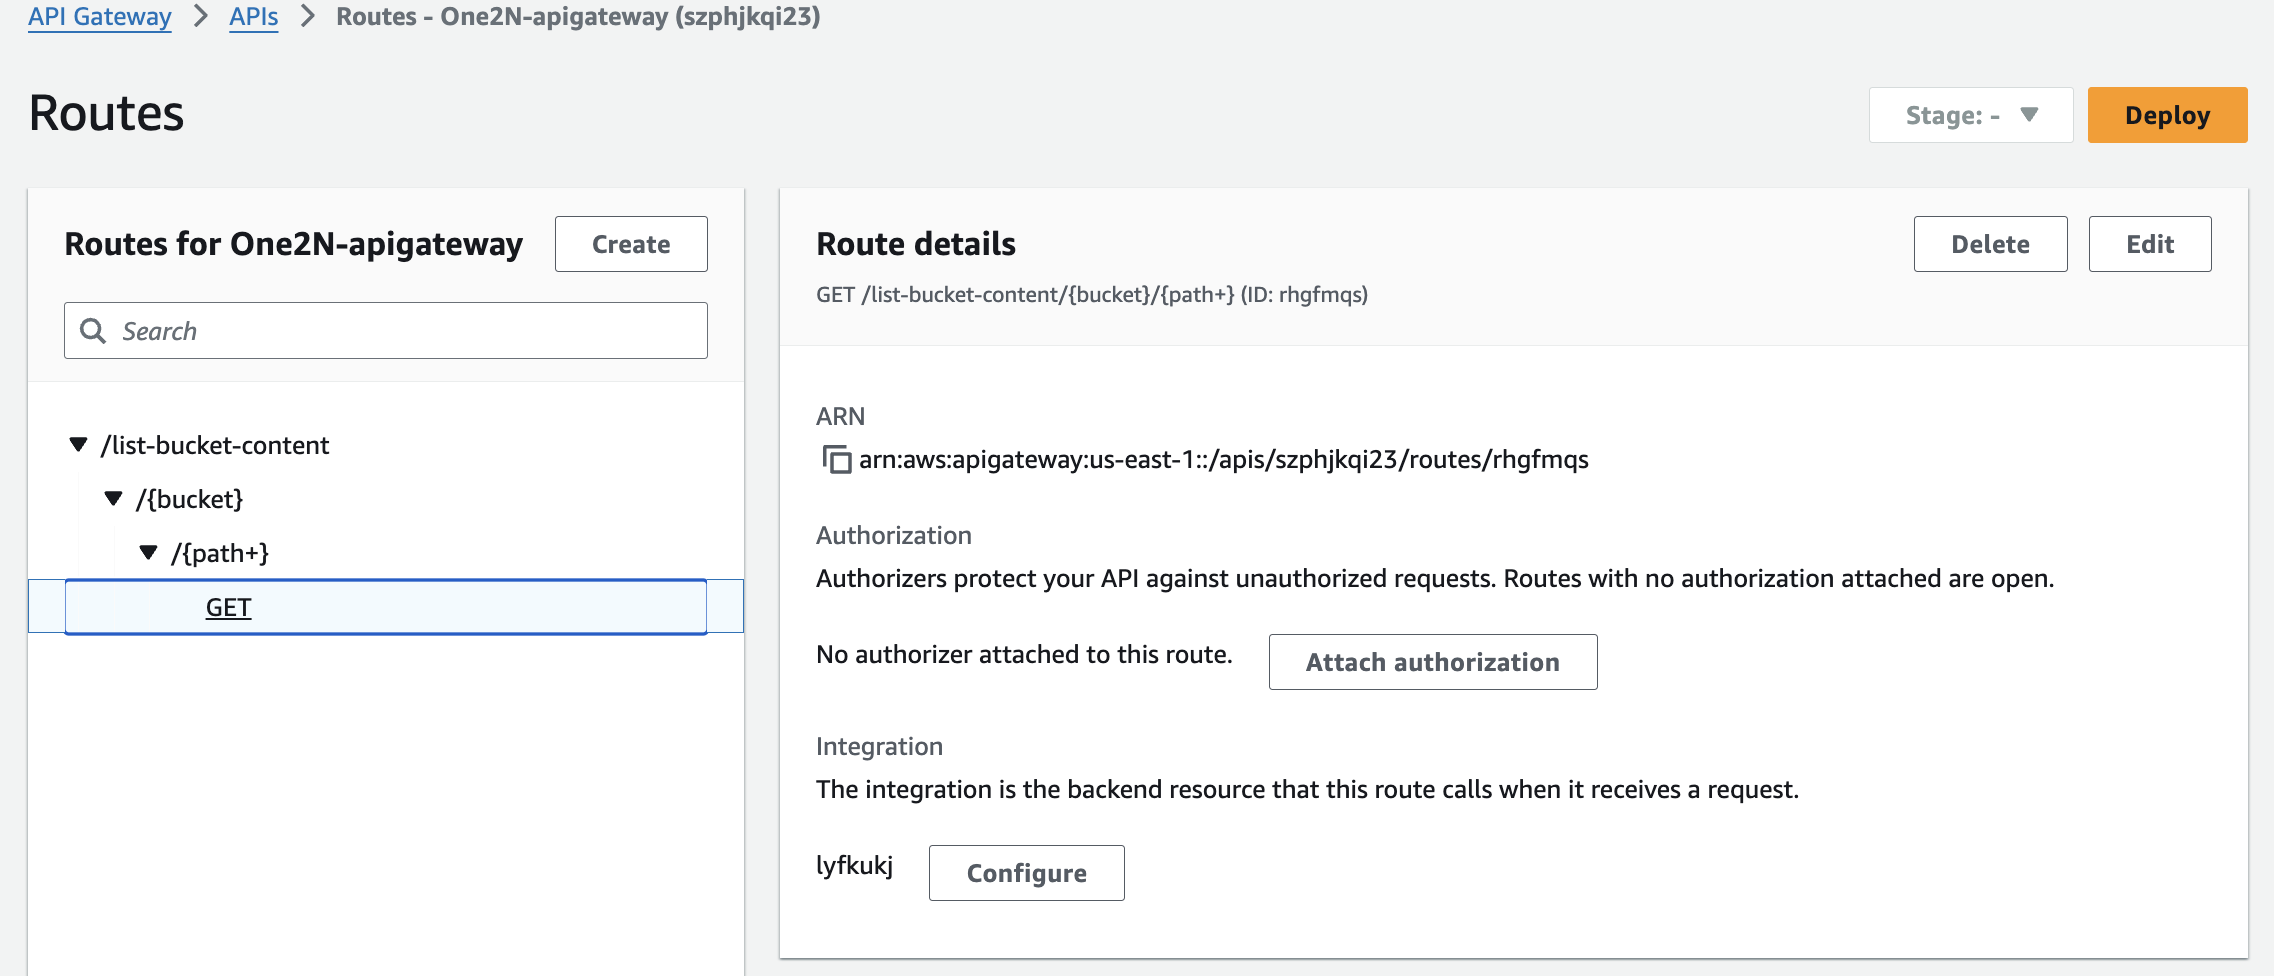 API Gateway > APIs > Routes - One2N-apigateway (szphjkqi23)
Routes
Stage: - ▼
Deploy
Routes for One2N-apigateway
Create
Search
▼ /list-bucket-content
▼ /{bucket}
▼ /{path+}
GET
Route details
Delete
Edit
GET /list-bucket-content/{bucket}/{path+} (ID: rhgfmqs)
ARN
arn:aws:apigateway:us-east-1::/apis/szphjkqi23/routes/rhgfmqs
Authorization
Authorizers protect your API against unauthorized requests. Routes with no authorization attached are open.
No authorizer attached to this route.
Attach authorization
Integration
The integration is the backend resource that this route calls when it receives a request.
lyfkukj
Configure